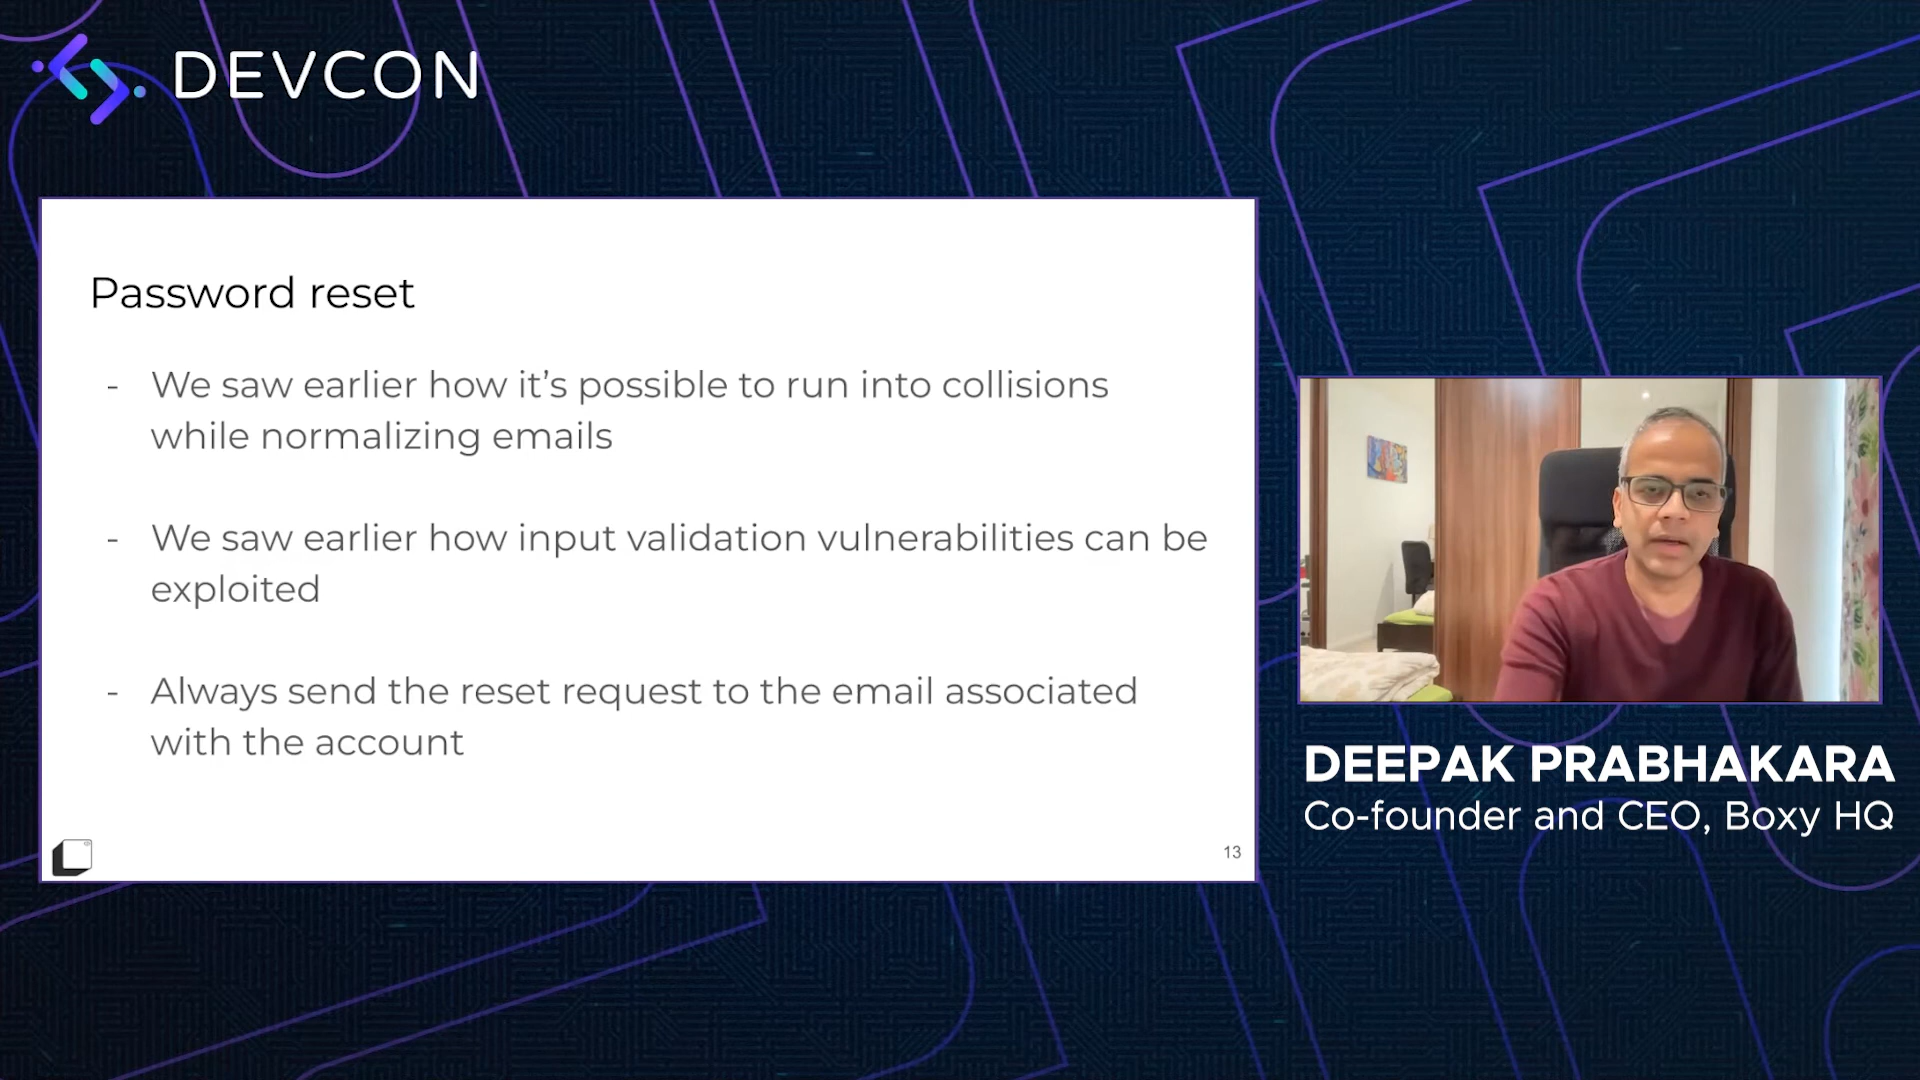 DEVCON
Password reset
- We saw earlier how it’s possible to run into collisions
while normalizing emails
- We saw earlier how input validation vulnerabilities can be
exploited
- Always send the reset request to the email associated
with the account
13
DEEPAK PRABHAKARA
Co-founder and CEO, Boxy HQ